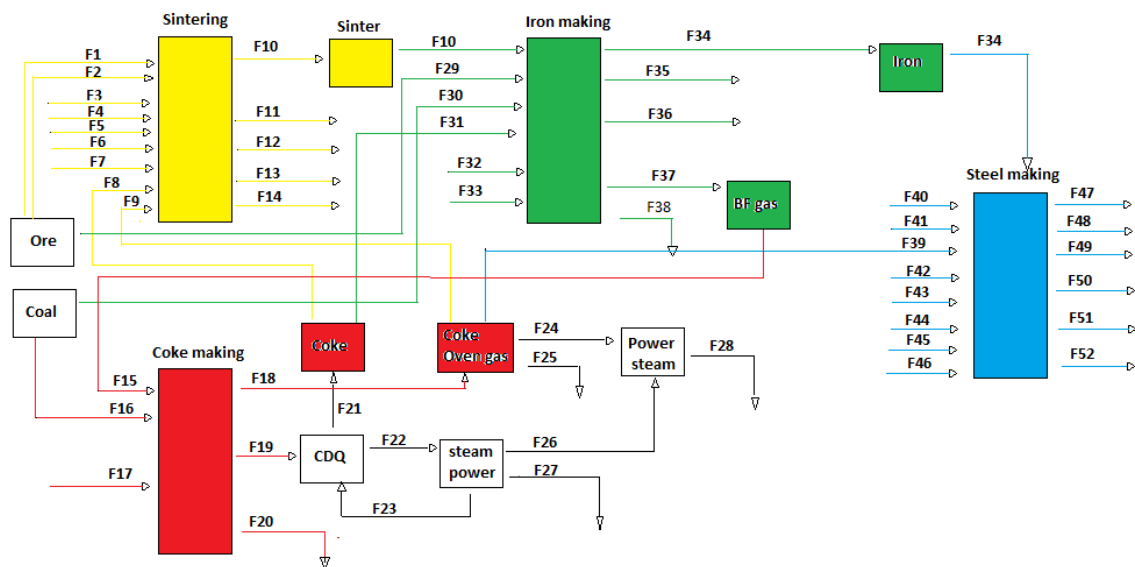 Sintering
Sinter
Iron making
F1
F2
F3
F4
F5
F6
F7
F8
F9
F10
F11
F12
F13
F14
F10
F29
F30
F31
F32
F33
F34
F35
F36
F37
F38
Iron
F34
BF gas
Steel making
F40
F41
F39
F42
F43
F44
F45
F46
F47
F48
F49
F50
F51
F52
Ore
Coal
Coke making
F15
F16
F17
F18
F19
F20
Coke
F21
CDQ
F22
F23
Coke
Oven gas
F24
F25
Power
steam
F28
steam
power
F26
F27